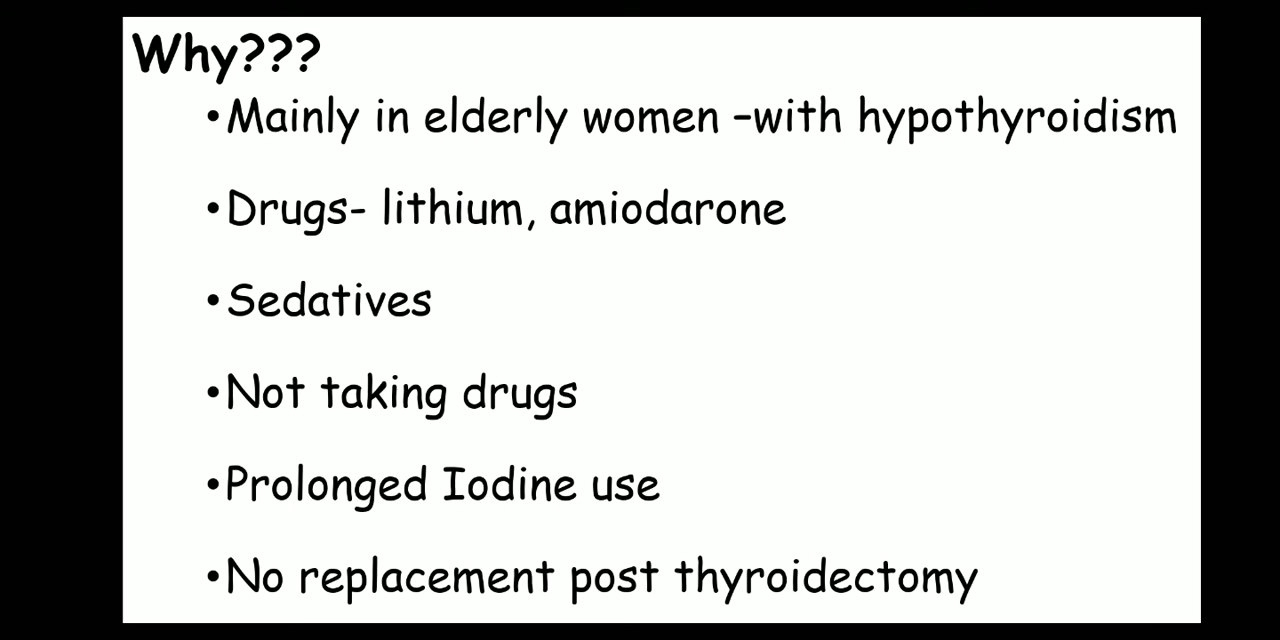 Why???
•Mainly in elderly women –with hypothyroidism
•Drugs- lithium, amiodarone
•Sedatives
•Not taking drugs
•Prolonged Iodine use
•No replacement post thyroidectomy